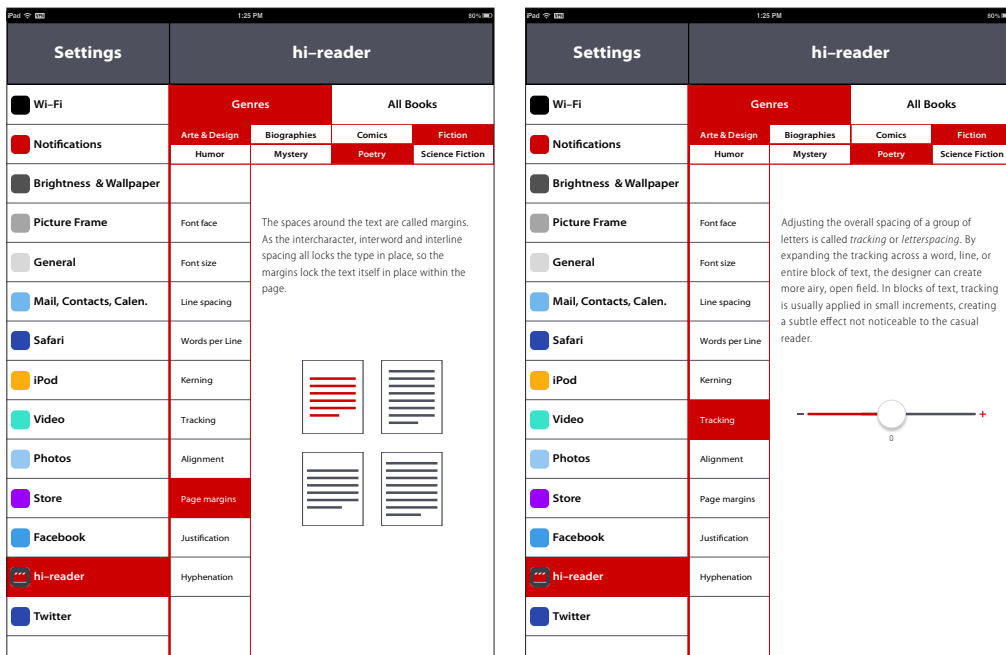 iPad 1:25 PM 80%
Settings hi–reader
Wi–Fi
Notifications
Brightness & Wallpaper
Picture Frame
General
Mail, Contacts, Calen.
Safari
iPod
Video
Photos
Store
Facebook
hi–reader
Twitter
Genres All Books
Arte & Design Biographies Comics Fiction
Humor Mystery Poetry Science Fiction
Font face
Font size
Line spacing
Words per Line
Kerning
Tracking
Alignment
Page margins
Justification
Hyphenation
The spaces around the text are called margins.
As the intercharacter, interword and interline
spacing all locks the type in place, so the
margins lock the text itself in place within the
page.
iPad 1:25 PM 80%
Settings hi–reader
Wi–Fi
Notifications
Brightness & Wallpaper
Picture Frame
General
Mail, Contacts, Calen.
Safari
iPod
Video
Photos
Store
Facebook
hi–reader
Twitter
Genres All Books
Arte & Design Biographies Comics Fiction
Humor Mystery Poetry Science Fiction
Font face
Font size
Line spacing
Words per Line
Kerning
Tracking
Alignment
Page margins
Justification
Hyphenation
Adjusting the overall spacing of a group of
letters is called tracking or letterspacing. By
expanding the tracking across a word, line, or
entire block of text, the designer can create
more airy, open field. In blocks of text, tracking
is usually applied in small increments, creating
a subtle effect not noticeable to the casual
reader.
– +
0